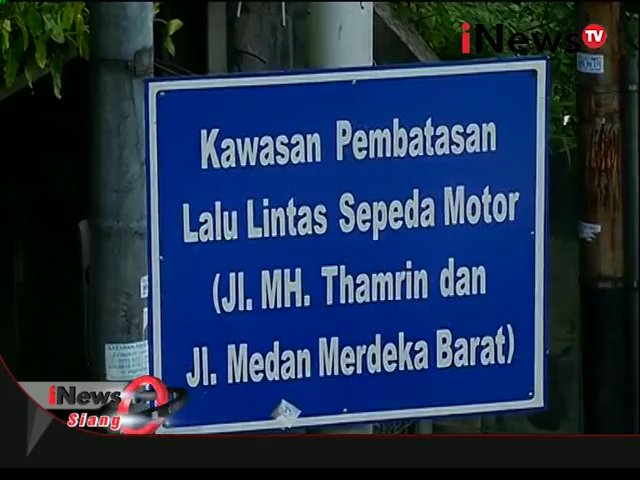 iNews TV
Kawasan Pembatasan
Lalu Lintas Sepeda Motor
(Jl. MH. Thamrin dan
Jl. Medan Merdeka Barat)
iNews
Siang